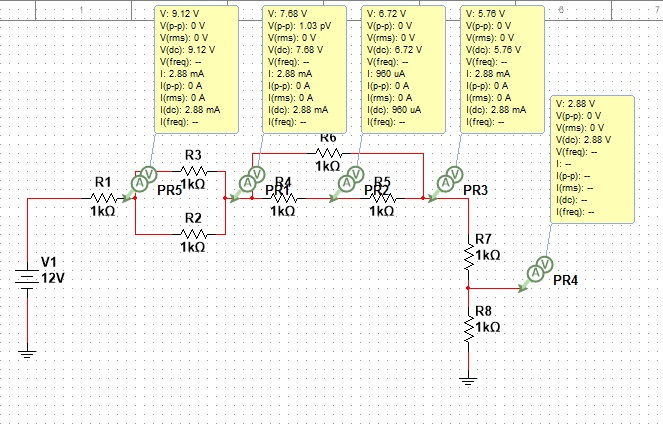 1
6
7
V: 9.12 V
V(p-p): 0 V
V(rms): 0 V
V(dc): 9.12 V
V(freq): --
I: 2.88 mA
I(p-p): 0 A
I(rms): 0 A
I(dc): 2.88 mA
I(freq): --
V: 7.68 V
V(p-p): 1.03 pV
V(rms): 0 V
V(dc): 7.68 V
V(freq): --
I: 2.88 mA
I(p-p): 0 A
I(rms): 0 A
I(dc): 2.88 mA
I(freq): --
V: 6.72 V
V(p-p): 0 V
V(rms): 0 V
V(dc): 6.72 V
V(freq): --
I: 960 uA
I(p-p): 0 A
I(rms): 0 A
I(dc): 960 uA
I(freq): --
V: 5.76 V
V(p-p): 0 V
V(rms): 0 V
V(dc): 5.76 V
V(freq): --
I: 2.88 mA
I(p-p): 0 A
I(rms): 0 A
I(dc): 2.88 mA
I(freq): --
V: 2.88 V
V(p-p): 0 V
V(rms): 0 V
V(dc): 2.88 V
V(freq): --
I: --
I(p-p): --
I(rms): --
I(dc): --
I(freq): --
R6
1kΩ
R3
1kΩ
R1
1kΩ
A V
PR5
R2
1kΩ
A V
PR1
R4
1kΩ
A V
PR2
R5
1kΩ
A V
PR3
R7
1kΩ
V1
12V
A V
PR4
R8
1kΩ